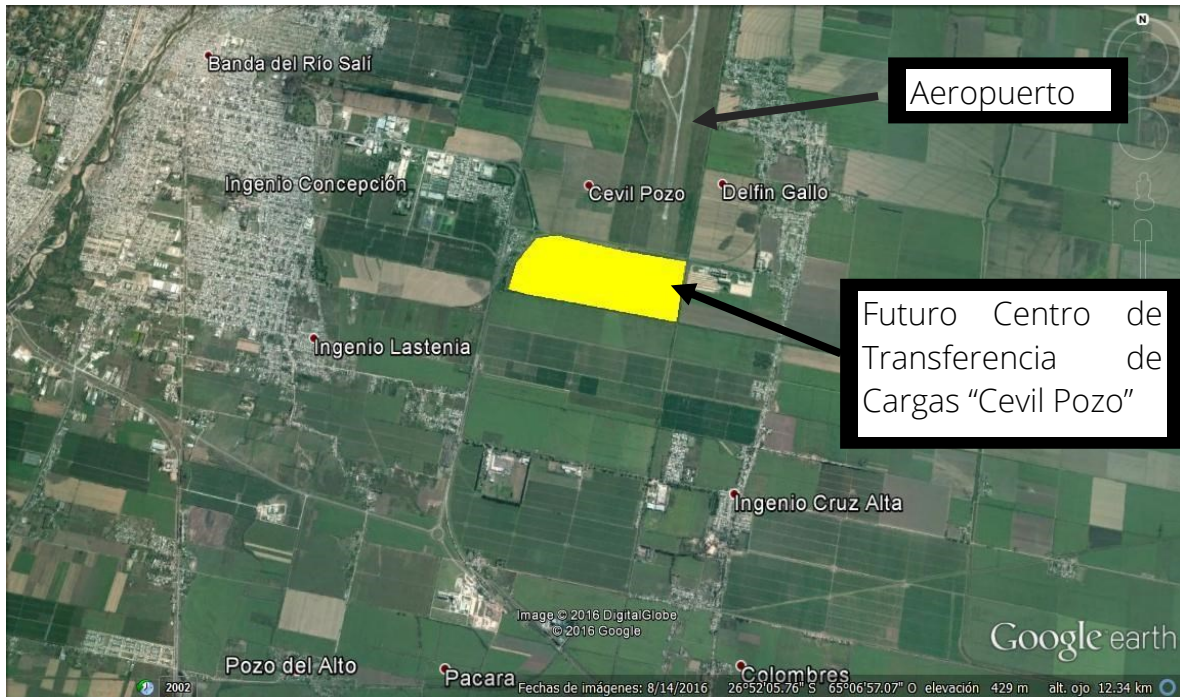 N
Banda del Río Salí
Aeropuerto
Ingenio Concepción
Cevil Pozo
Delfin Gallo
Futuro Centro de
Transferencia de
Cargas “Cevil Pozo”
Ingenio Lastenia
Ingenio Cruz Alta
Image © 2016 DigitalGlobe
© 2016 Google
Google earth
Pozo del Alto
Pacara
Colombres
2002
Fechas de imágenes: 8/14/2016 26°52'05.76" S 65°06'57.07" O elevación 429 m alt. ojo 12.34 km